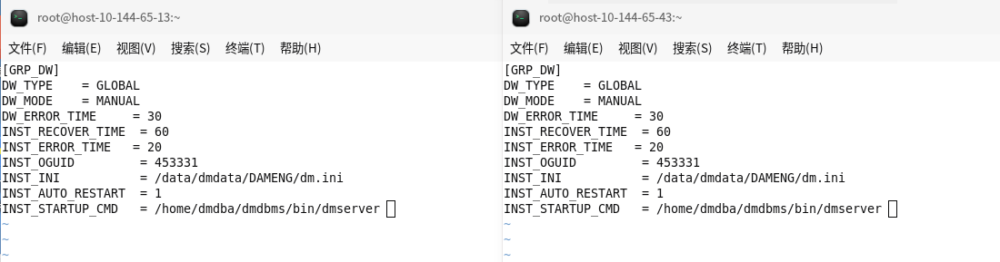 root@host-10-144-65-13:~
文件(F) 编辑(E) 视图(V) 搜索(S) 终端(T) 帮助(H)
[GRP_DW]
DW_TYPE    = GLOBAL
DW_MODE    = MANUAL
DW_ERROR_TIME     = 30
INST_RECOVER_TIME  = 60
INST_ERROR_TIME   = 20
INST_OGUID         = 453331
INST_INI           = /data/dmdata/DAMENG/dm.ini
INST_AUTO_RESTART  = 1
INST_STARTUP_CMD   = /home/dmdba/dmdbms/bin/dmserver
~
~
~
root@host-10-144-65-43:~
文件(F) 编辑(E) 视图(V) 搜索(S) 终端(T) 帮助(H)
[GRP_DW]
DW_TYPE    = GLOBAL
DW_MODE    = MANUAL
DW_ERROR_TIME     = 30
INST_RECOVER_TIME  = 60
INST_ERROR_TIME   = 20
INST_OGUID         = 453331
INST_INI           = /data/dmdata/DAMENG/dm.ini
INST_AUTO_RESTART  = 1
INST_STARTUP_CMD   = /home/dmdba/dmdbms/bin/dmserver
~
~
~